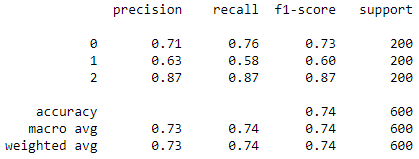 precision recall f1-score support
0 0.71 0.76 0.73 200
1 0.63 0.58 0.60 200
2 0.87 0.87 0.87 200
accuracy 0.74 600
macro avg 0.73 0.74 0.74 600
weighted avg 0.73 0.74 0.74 600